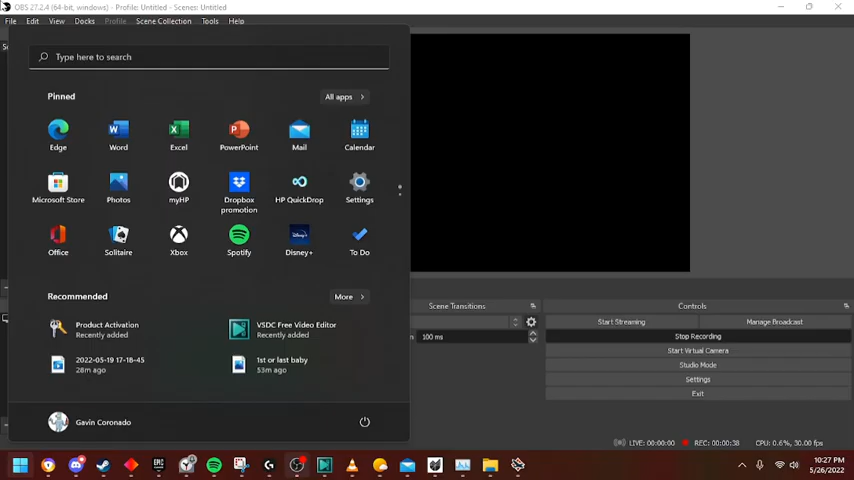 OBS 27.2.4 (64-bit, windows) - Profile: Untitled - Scenes: Untitled
File Edit View Docks Profile Scene Collection Tools Help
Type here to search
Pinned
All apps >
Edge Word Excel PowerPoint Mail Calendar
Microsoft Store Photos myHP Dropbox promotion HP QuickDrop Settings
Office Solitaire Xbox Spotify Disney+ To Do
Recommended
More >
Product Activation
Recently added
VSDC Free Video Editor
Recently added
2022-05-19 17-18-45
28m ago
1st or last baby
53m ago
Gavin Coronado
Scene Transitions
100 ms
Controls
Start Streaming Manage Broadcast
Stop Recording
Start Virtual Camera
Studio Mode
Settings
Exit
LIVE: 00:00:00 REC: 00:00:38 CPU: 0.6%, 30.00 fps
10:27 PM
5/26/2022